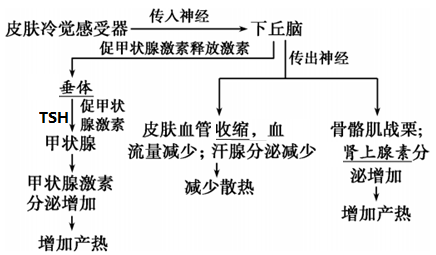 皮肤冷觉感受器
传入神经
下丘脑
促甲状腺激素释放激素
传出神经
垂体
TSH
促甲状
腺激素
甲状腺
甲状腺激素
分泌增加
增加产热
皮肤血管收缩，血
流量减少；汗腺分泌减少
减少散热
骨骼肌战栗；
肾上腺素分
泌增加
增加产热